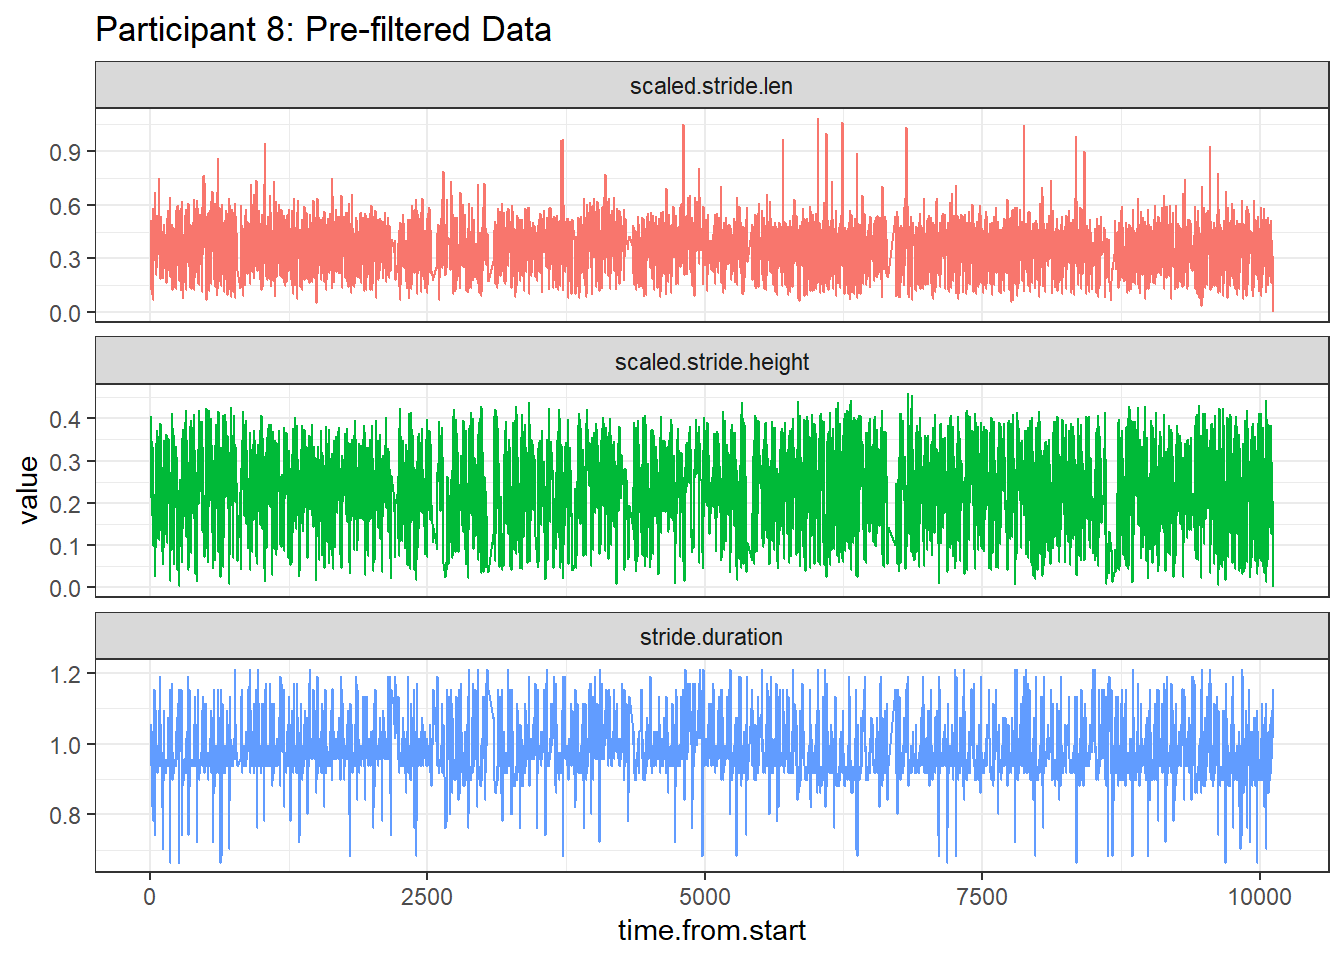 Participant 8: Pre-filtered Data
scaled.stride.len
0.9
0.6
0.3
0.0
scaled.stride.height
0.4
0.3
0.2
0.1
0.0
value
stride.duration
1.2
1.0
0.8
0 2500 5000 7500 10000
time.from.start